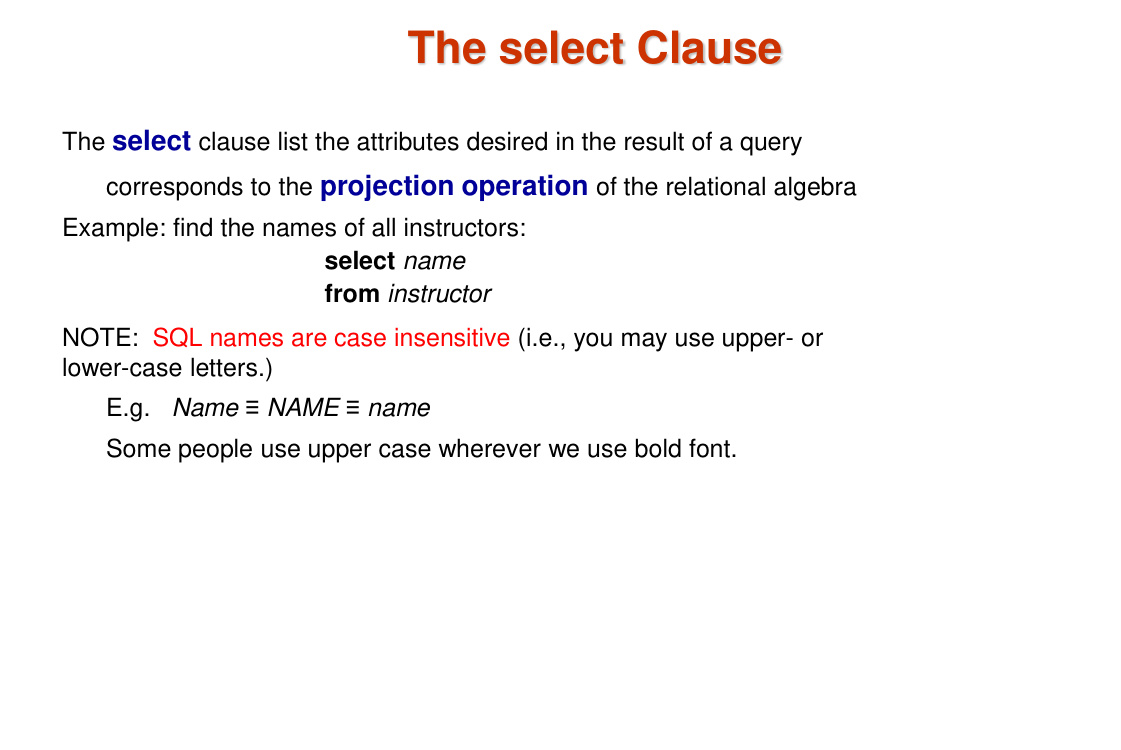 The select Clause
The select clause list the attributes desired in the result of a query
corresponds to the projection operation of the relational algebra
Example: find the names of all instructors:
select name
from instructor
NOTE:  SQL names are case insensitive (i.e., you may use upper- or
lower-case letters.)
E.g.   Name ≡ NAME ≡ name
Some people use upper case wherever we use bold font.